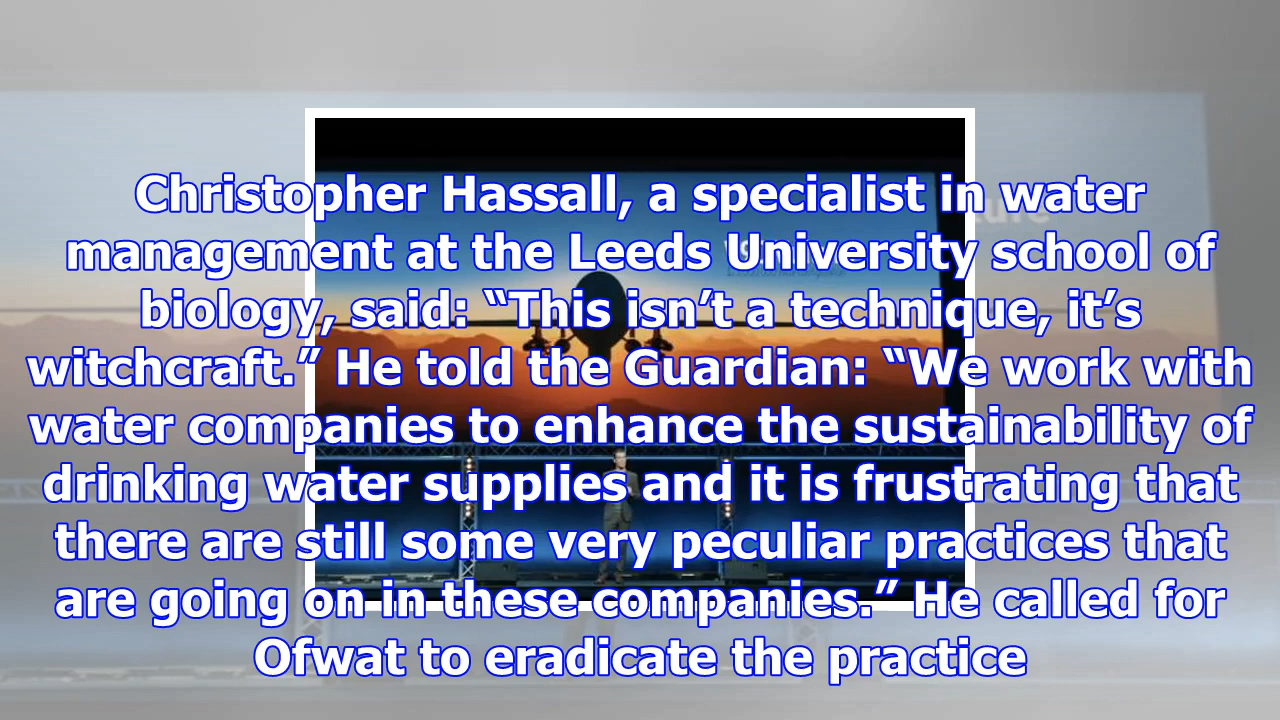 Christopher Hassall, a specialist in water
management at the Leeds University school of
biology, said: “This isn’t a technique, it’s
witchcraft.” He told the Guardian: “We work with
water companies to enhance the sustainability of
drinking water supplies and it is frustrating that
there are still some very peculiar practices that
are going on in these companies.” He called for
Ofwat to eradicate the practice